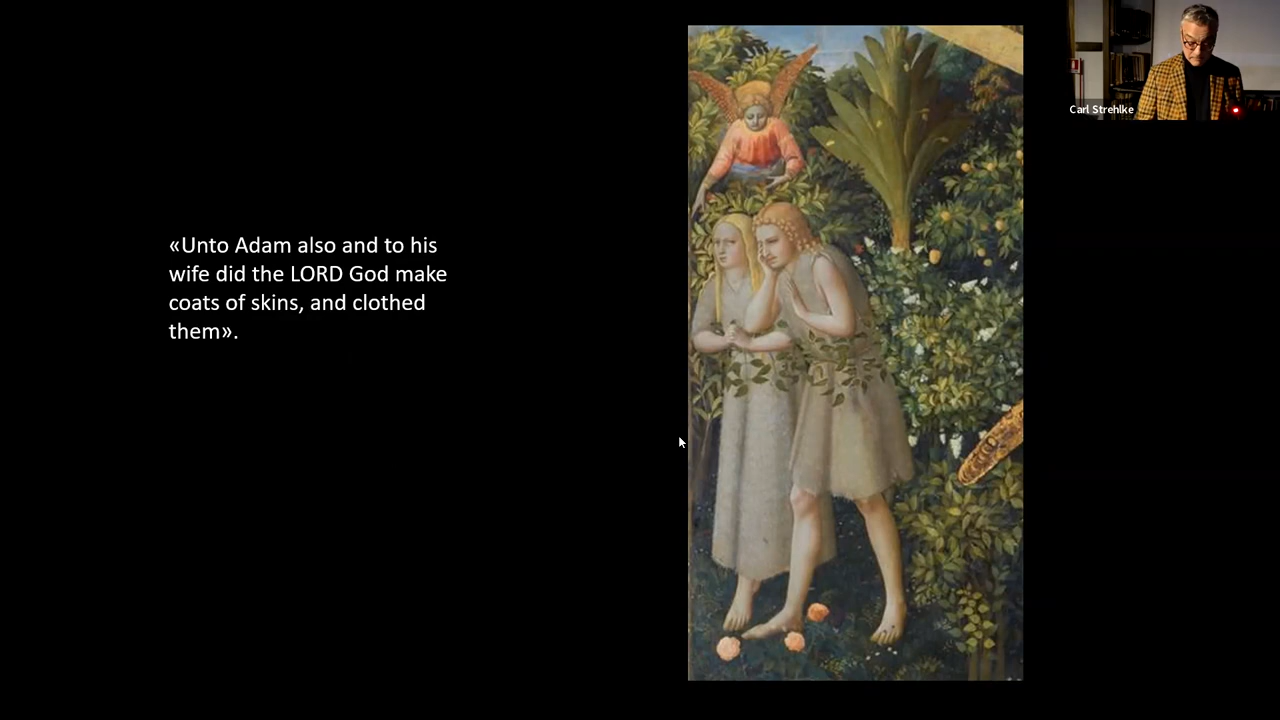 «Unto Adam also and to his
wife did the LORD God make
coats of skins, and clothed
them».
Carl Strehlke